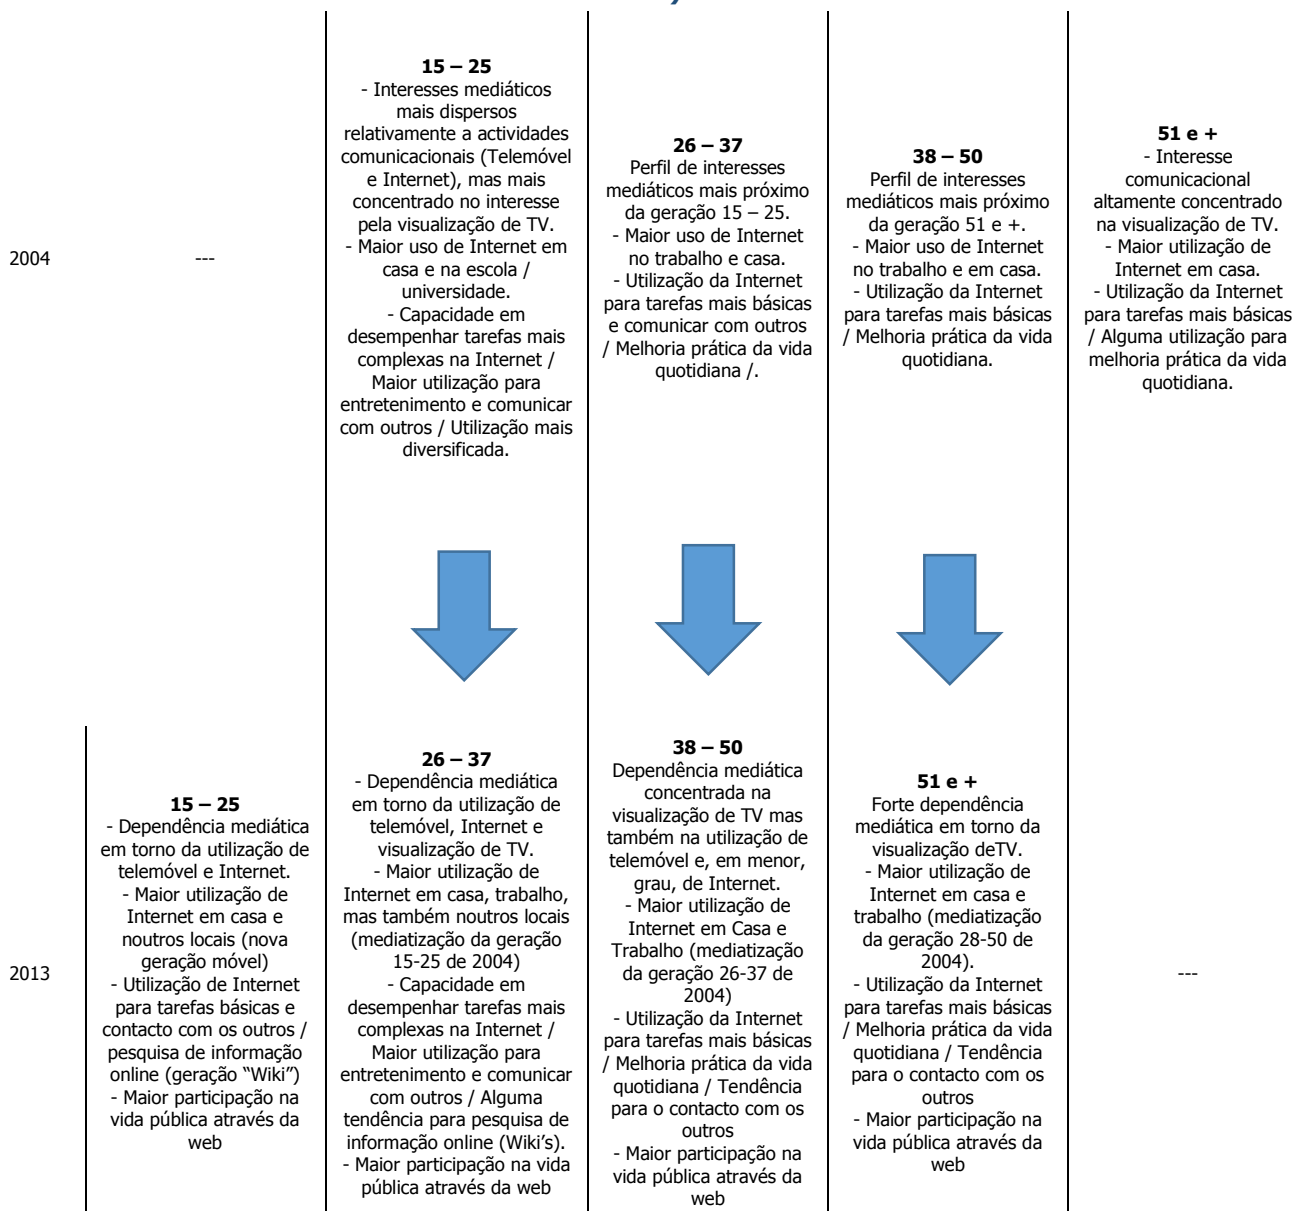 2004
---
15 – 25
- Interesses mediáticos
mais dispersos
relativamente a actividades
comunicacionais (Telemóvel
e Internet), mas mais
concentrado no interesse
pela visualização de TV.
- Maior uso de Internet em
casa e na escola /
universidade.
- Capacidade em
desempenhar tarefas mais
complexas na Internet /
Maior utilização para
entretenimento e comunicar
com outros / Utilização mais
diversificada.
26 – 37
Perfil de interesses
mediáticos mais próximo
da geração 15 – 25.
- Maior uso de Internet
no trabalho e casa.
- Utilização da Internet
para tarefas mais básicas
e comunicar com outros
/ Melhoria prática da vida
quotidiana /.
38 – 50
Perfil de interesses
mediáticos mais próximo
da geração 51 e +.
- Maior uso de Internet
no trabalho e em casa.
- Utilização da Internet
para tarefas mais básicas
/ Melhoria prática da vida
quotidiana.
51 e +
- Interesse
comunicacional
altamente concentrado
na visualização de TV.
- Maior utilização de
Internet em casa.
- Utilização da Internet
para tarefas mais básicas
/ Alguma utilização para
melhoria prática da vida
quotidiana.
2013
15 – 25
- Dependência mediática
em torno da utilização de
telemóvel e Internet.
- Maior utilização de
Internet em casa e
noutros locais (nova
geração móvel)
- Utilização de Internet
para tarefas básicas e
contacto com os outros /
pesquisa de informação
online (geração “Wiki”)
- Maior participação na
vida pública através da
web
26 – 37
- Dependência mediática
em torno da utilização de
telemóvel, Internet e
visualização de TV.
- Maior utilização de
Internet em casa, trabalho,
mas também noutros locais
(mediatização da geração
15-25 de 2004)
- Capacidade em
desempenhar tarefas mais
complexas na Internet /
Maior utilização para
entretenimento e comunicar
com outros / Alguma
tendência para pesquisa de
informação online (Wiki’s).
- Maior participação na vida
pública através da web
38 – 50
Dependência mediática
concentrada na
visualização de TV mas
também na utilização de
telemóvel e, em menor,
grau, de Internet.
- Maior utilização de
Internet em Casa e
Trabalho (mediatização
da geração 26-37 de
2004)
- Utilização da Internet
para tarefas mais básicas
/ Melhoria prática da vida
quotidiana / Tendência
para o contacto com os
outros
- Maior participação na
vida pública através da
web
51 e +
Forte dependência
mediática em torno da
visualização deTV.
- Maior utilização de
Internet em casa e
trabalho (mediatização
da geração 28-50 de
2004).
- Utilização da Internet
para tarefas mais básicas
/ Melhoria prática da vida
quotidiana / Tendência
para o contacto com os
outros
- Maior participação na
vida pública através da
web
---